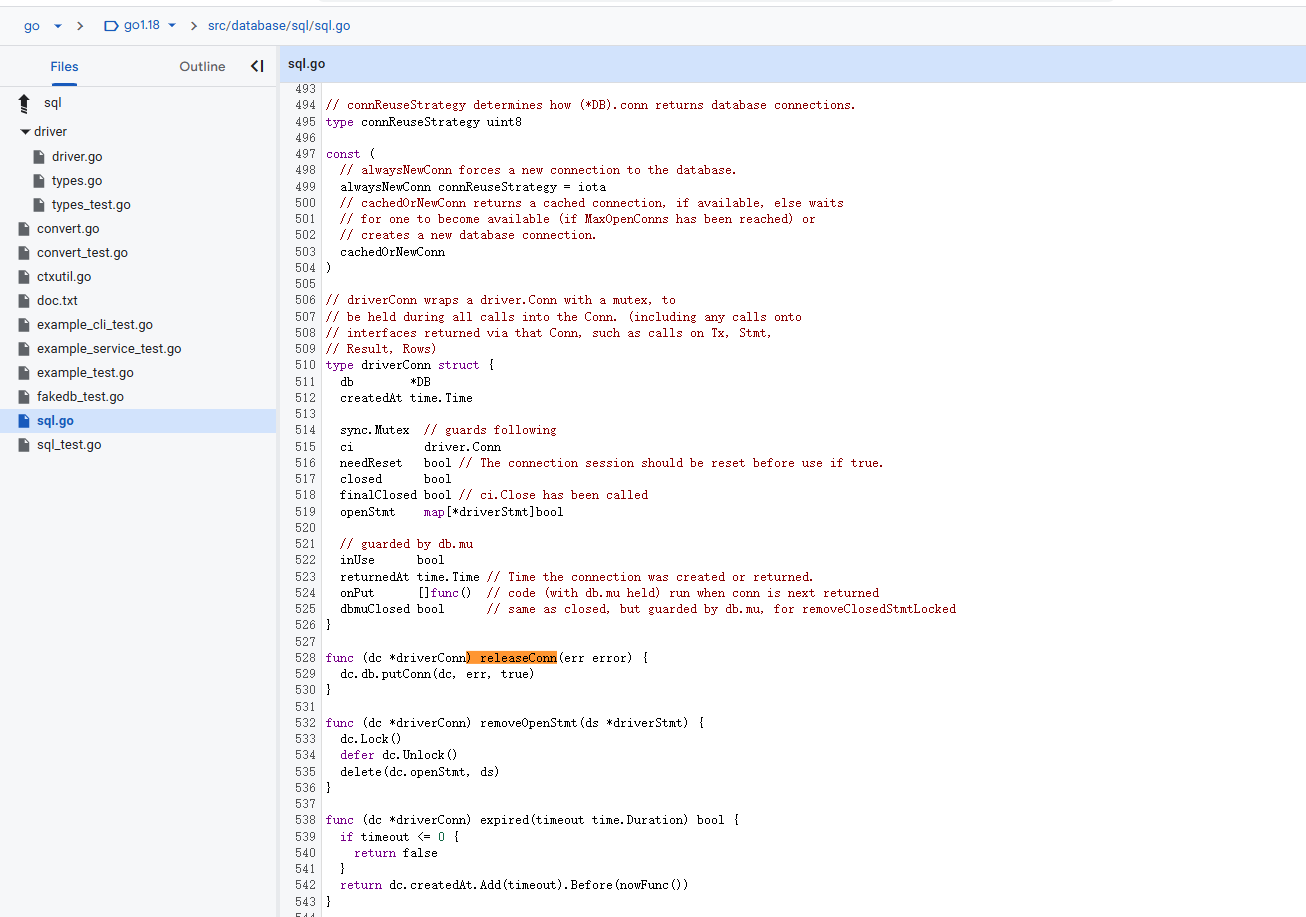 go go1.18 src/database/sql/sql.go
Files Outline
sql
driver
driver.go
types.go
types_test.go
convert.go
convert_test.go
ctxutil.go
doc.txt
example_cli_test.go
example_service_test.go
example_test.go
fakedb_test.go
sql.go
sql_test.go
sql.go
493
494 // connReuseStrategy determines how (*DB).conn returns database connections.
495 type connReuseStrategy uint8
496
497 const (
498 // alwaysNewConn forces a new connection to the database.
499 alwaysNewConn connReuseStrategy = iota
500 // cachedOrNewConn returns a cached connection, if available, else waits
501 // for one to become available (if MaxOpenConns has been reached) or
502 // creates a new database connection.
503 cachedOrNewConn
504 )
505
506 // driverConn wraps a driver.Conn with a mutex, to
507 // be held during all calls into the Conn. (including any calls onto
508 // interfaces returned via that Conn, such as calls on Tx, Stmt,
509 // Result, Rows)
510 type driverConn struct {
511 db *DB
512 createdAt time.Time
513
514 sync.Mutex // guards following
515 ci driver.Conn
516 needReset bool // The connection session should be reset before use if true.
517 closed bool
518 finalClosed bool // ci.Close has been called
519 openStmt map[*driverStmt]bool
520
521 // guarded by db.mu
522 inUse bool
523 returnedAt time.Time // Time the connection was created or returned.
524 onPut []func() // code (with db.mu held) run when conn is next returned
525 dbmuClosed bool // same as closed, but guarded by db.mu, for removeClosedStmtLocked
526 }
527
528 func (dc *driverConn) releaseConn(err error) {
529 dc.db.putConn(dc, err, true)
530 }
531
532 func (dc *driverConn) removeOpenStmt(ds *driverStmt) {
533 dc.Lock()
534 defer dc.Unlock()
535 delete(dc.openStmt, ds)
536 }
537
538 func (dc *driverConn) expired(timeout time.Duration) bool {
539 if timeout <= 0 {
540 return false
541 }
542 return dc.createdAt.Add(timeout).Before(nowFunc())
543 }